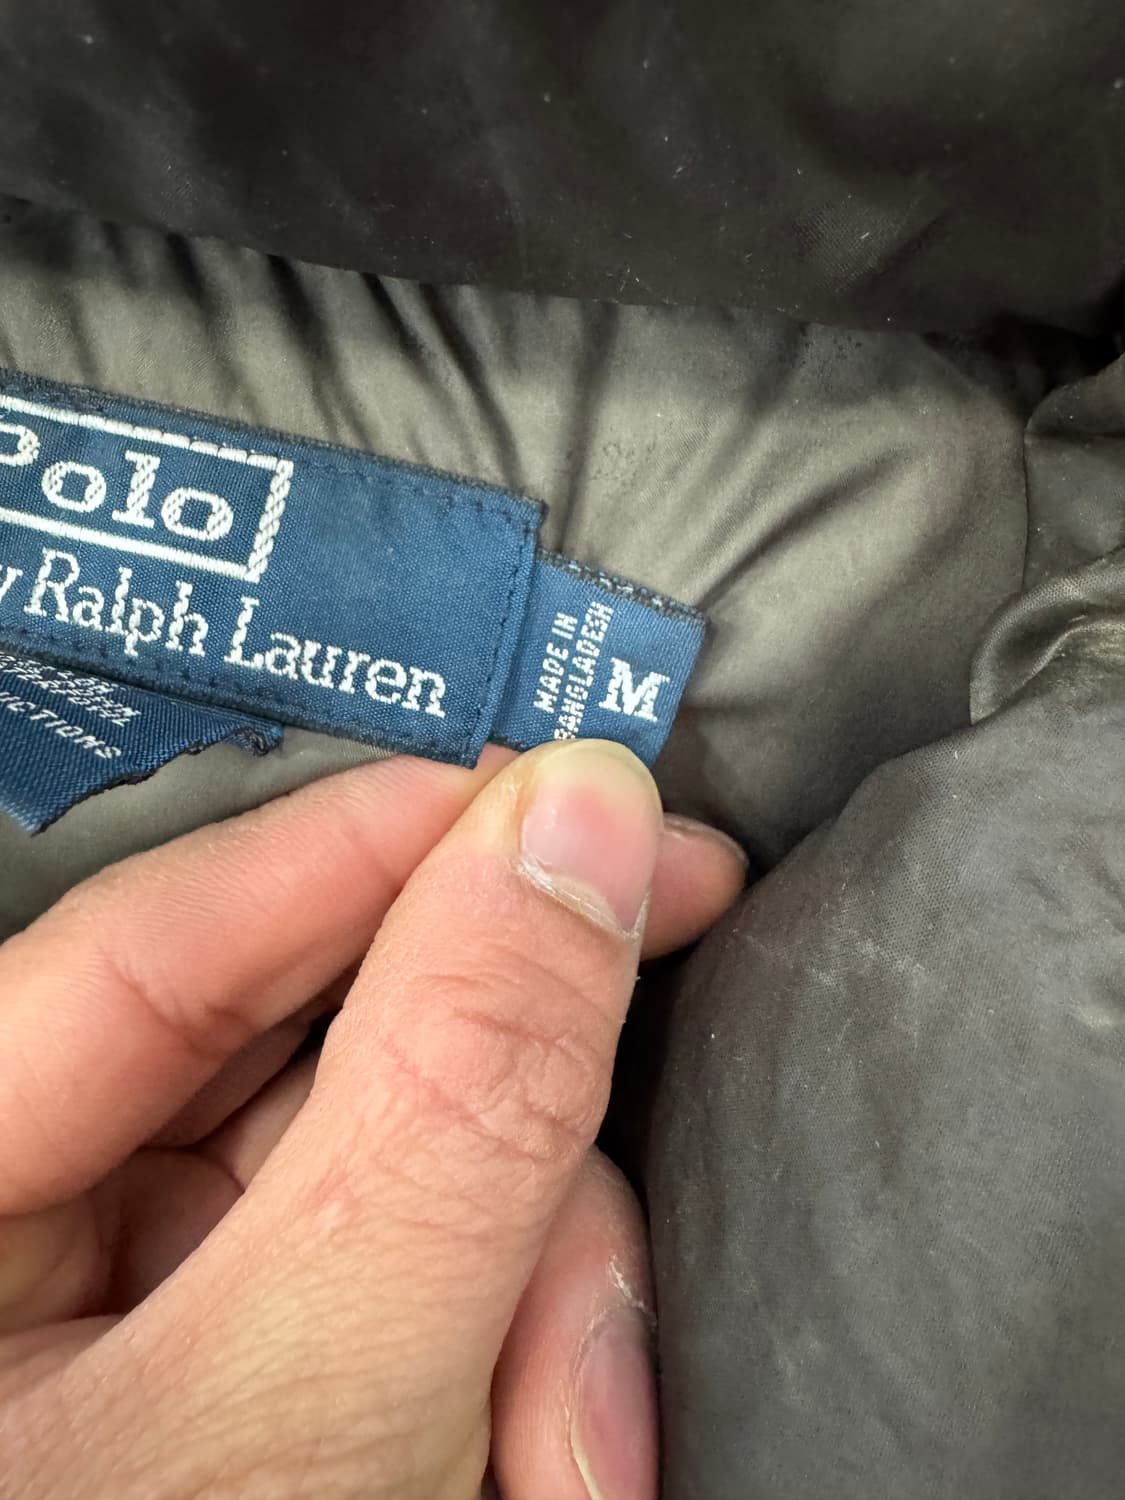 Polo
Ralph Lauren
MADE IN
BANGLADESH
M